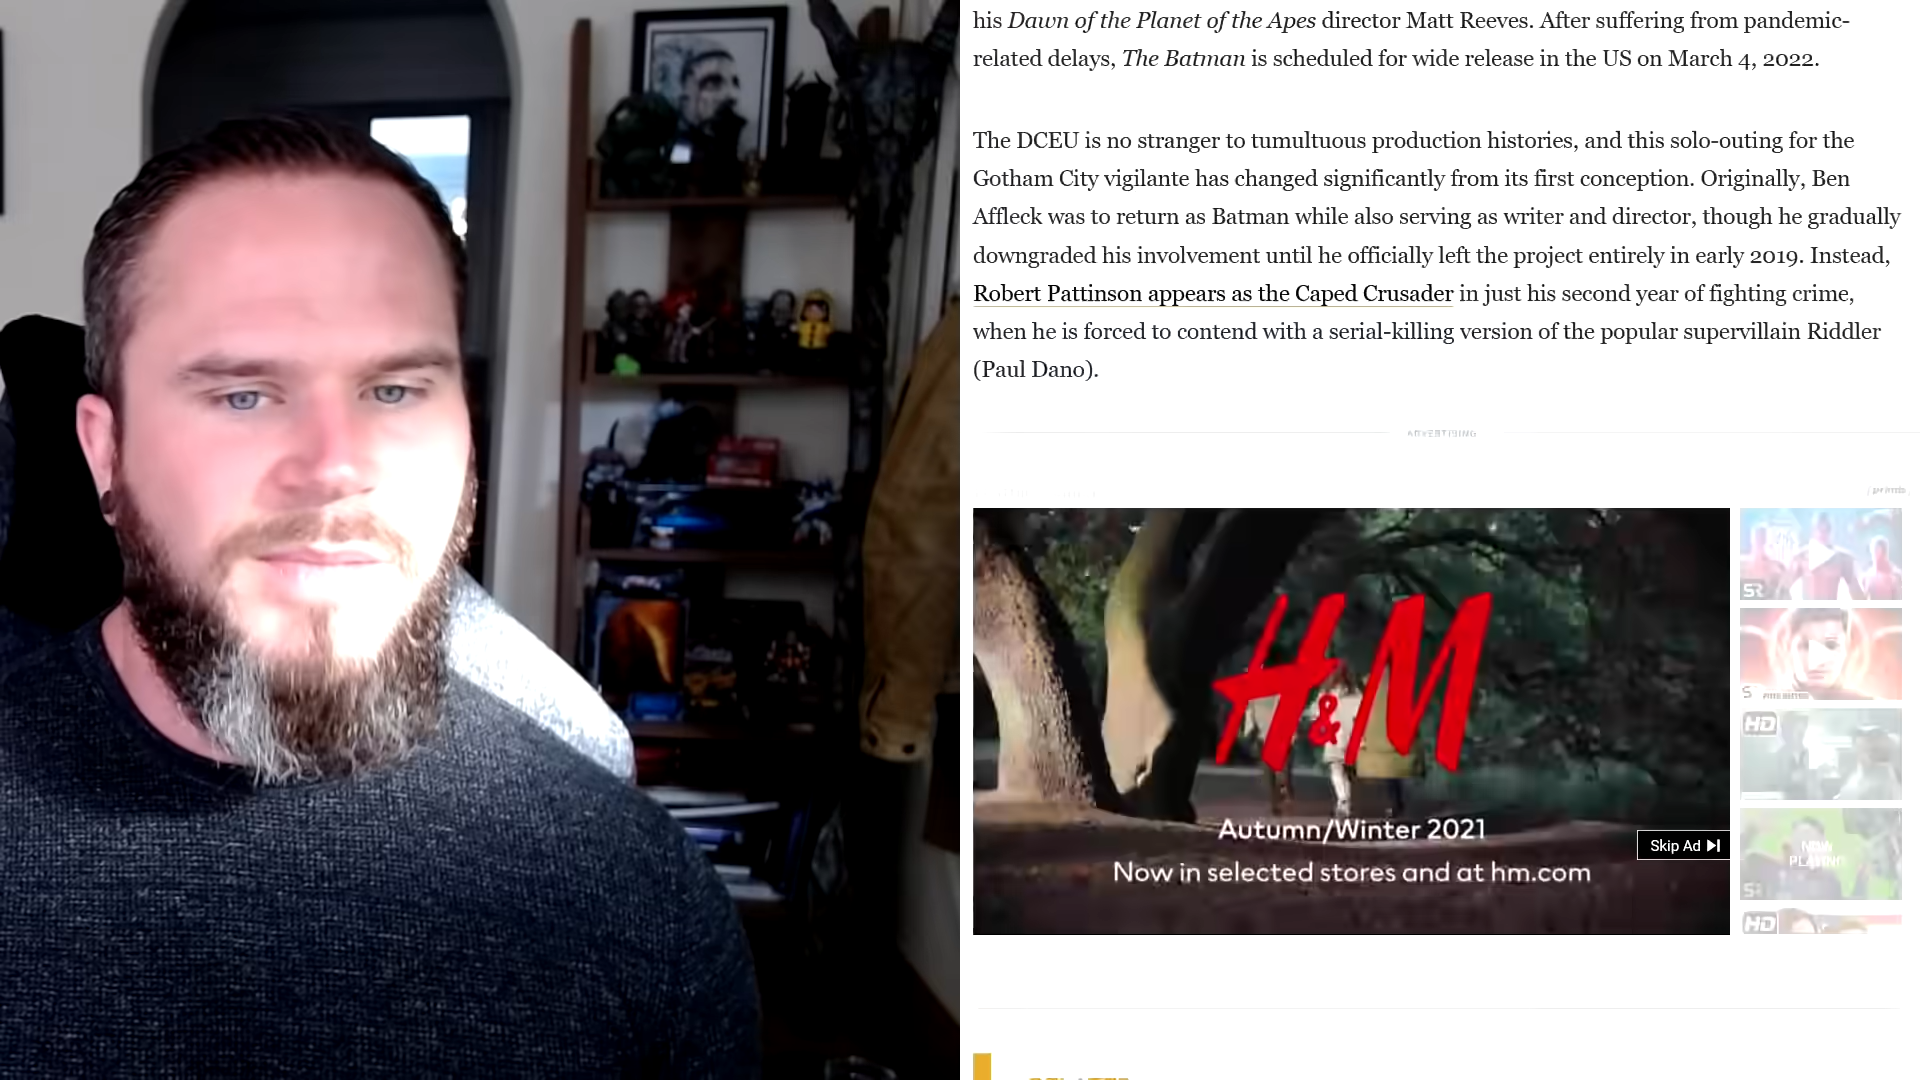 his Dawn of the Planet of the Apes director Matt Reeves. After suffering from pandemic-
related delays, The Batman is scheduled for wide release in the US on March 4, 2022.
The DCEU is no stranger to tumultuous production histories, and this solo-outing for the
Gotham City vigilante has changed significantly from its first conception. Originally, Ben
Affleck was to return as Batman while also serving as writer and director, though he gradually
downgraded his involvement until he officially left the project entirely in early 2019. Instead,
Robert Pattinson appears as the Caped Crusader in just his second year of fighting crime,
when he is forced to contend with a serial-killing version of the popular supervillain Riddler
(Paul Dano).
ADVERTISING
H&M
Autumn/Winter 2021
Now in selected stores and at hm.com
Skip Ad
SR
HD
NOW
PLAYING
SR
HD